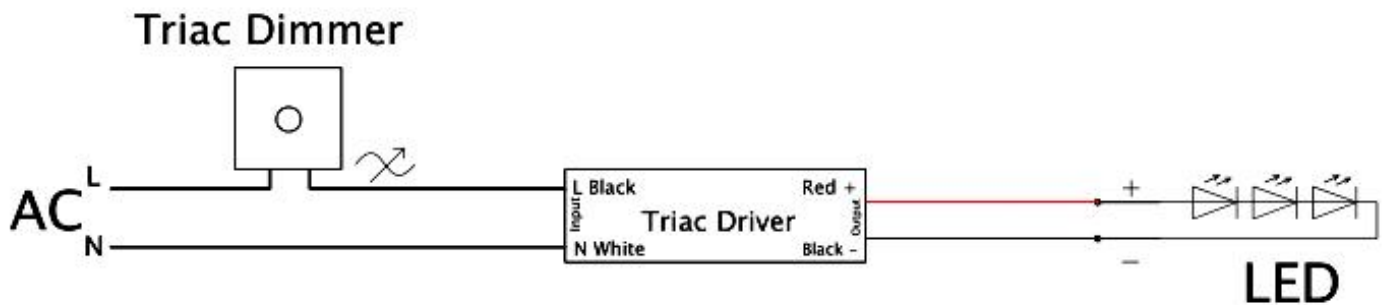 Triac Dimmer
AC
L
N
L Black
Red +
Input
Triac Driver
Output
N White
Black -
+
−
LED